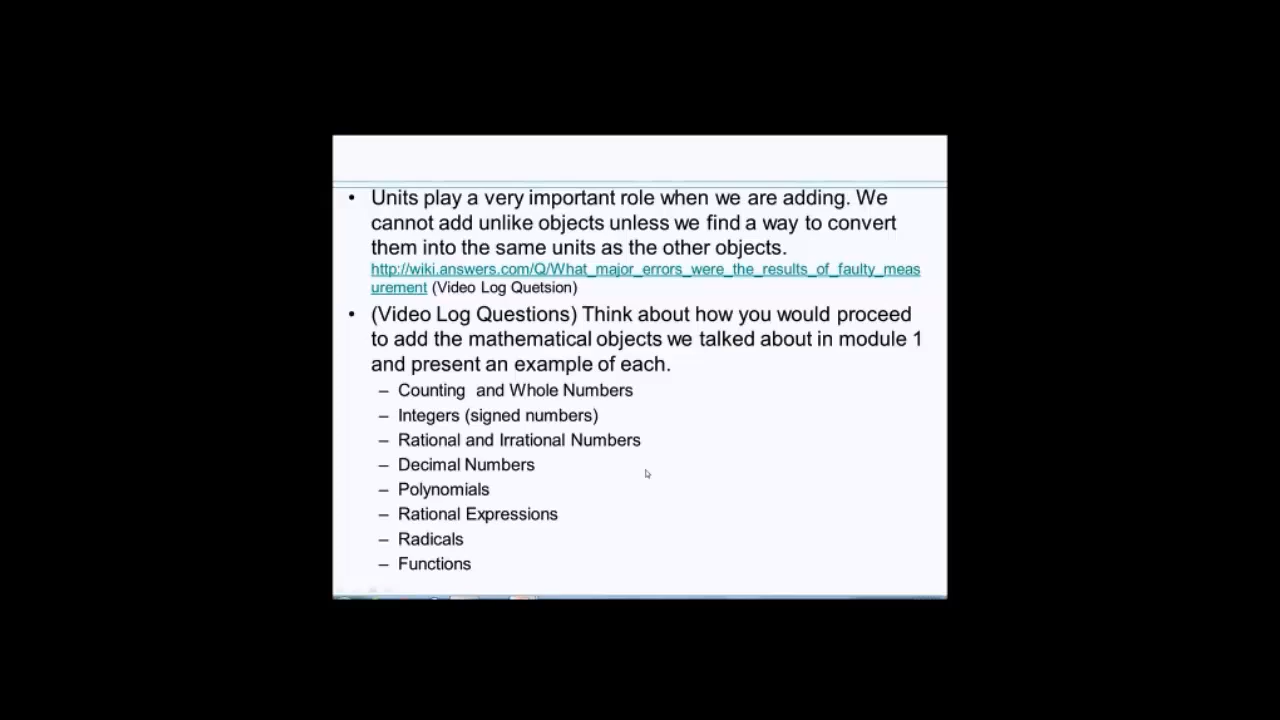 • Units play a very important role when we are adding. We
cannot add unlike objects unless we find a way to convert
them into the same units as the other objects.
http://wiki.answers.com/Q/What_major_errors_were_the_results_of_faulty_meas
urement (Video Log Quetsion)
• (Video Log Questions) Think about how you would proceed
to add the mathematical objects we talked about in module 1
and present an example of each.
– Counting and Whole Numbers
– Integers (signed numbers)
– Rational and Irrational Numbers
– Decimal Numbers
– Polynomials
– Rational Expressions
– Radicals
– Functions